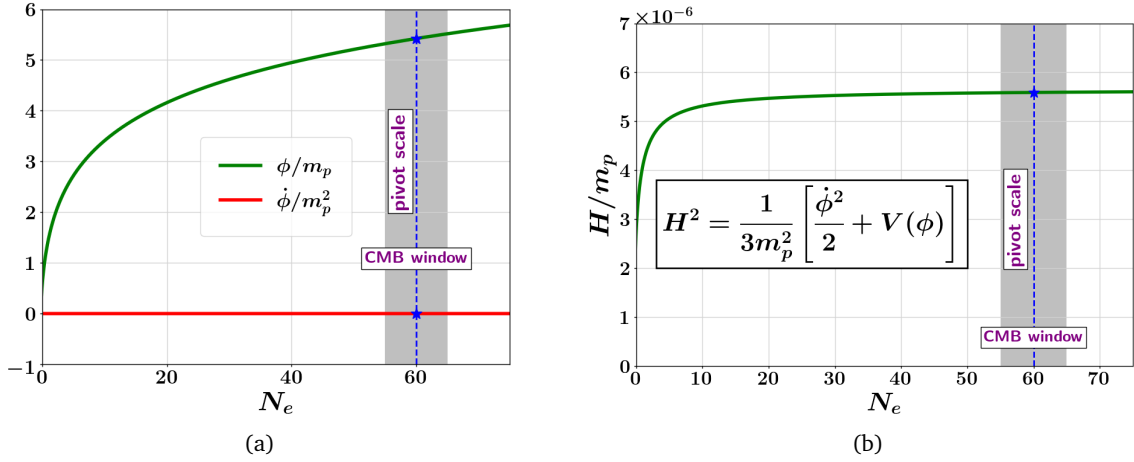 6
5
4
3
2
1
0
−1
0
20
40
60
N_e
ϕ/m_p
ϕ̇/m_p^2
pivot scale
CMB window
(a)
7
×10^{−6}
6
5
4
3
2
1
0
0
10
20
30
40
50
60
70
H/m_p
N_e
H^2 = \frac{1}{3m_p^2} [ \frac{ϕ̇^2}{2} + V(ϕ) ]
pivot scale
CMB window
(b)